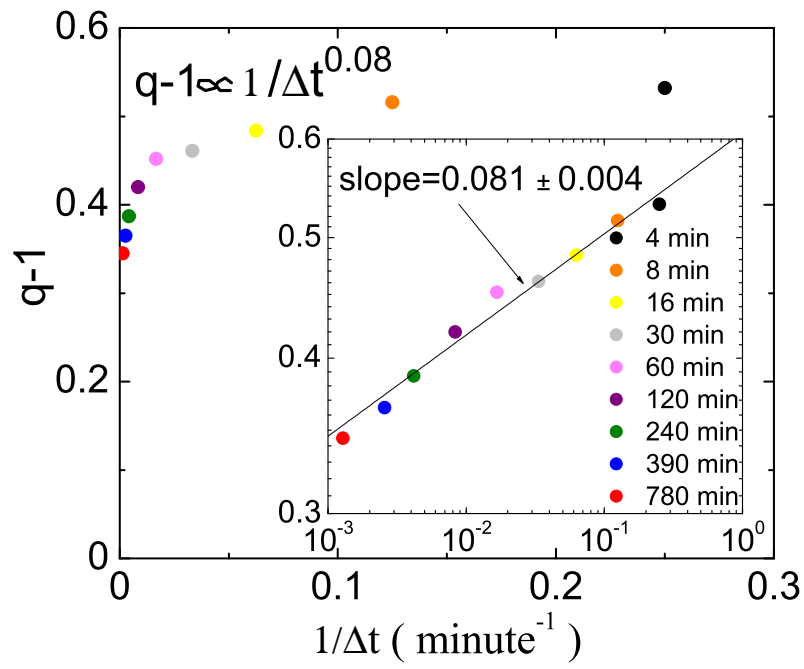 0.6
q-1∝1/Δt^0.08
0.4
0.2
0
q-1
0
0.1
0.2
0.3
1/Δt ( minute^-1 )
0.6
slope=0.081 ± 0.004
0.5
0.4
0.3
10^-3
10^-2
10^-1
10^0
4 min
8 min
16 min
30 min
60 min
120 min
240 min
390 min
780 min